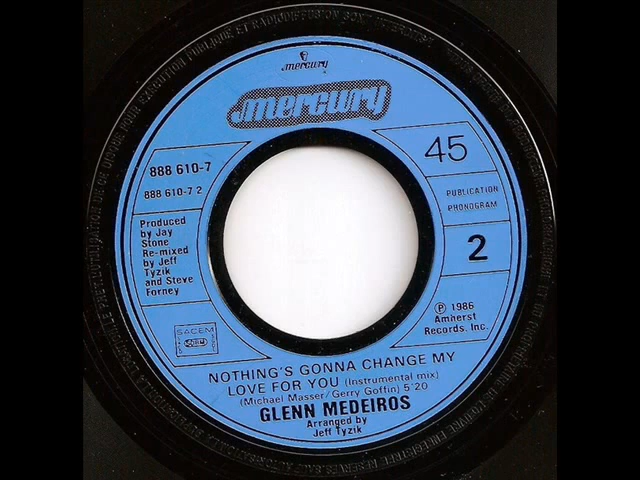 mercury
mercury
888 610-7
888 610-7 2
Produced
by Jay
Stone
Re-mixed
by Jeff
Tyzik
and Steve
Forney
SACEM
45
PUBLICATION
PHONOGRAM
2
℗ 1986
Amherst
Records, Inc.
NOTHING'S GONNA CHANGE MY
LOVE FOR YOU (Instrumental mix)
(Michael Masser/Gerry Goffin) 5'20
GLENN MEDEIROS
Arranged by
Jeff Tyzik